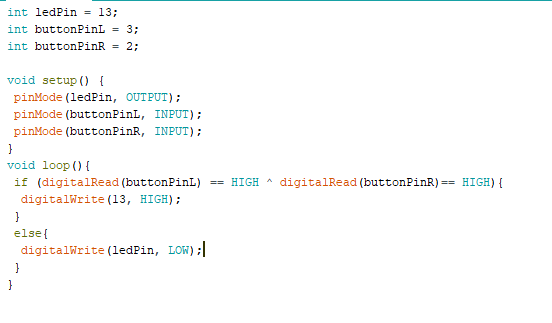 int ledPin = 13;
int buttonPinL = 3;
int buttonPinR = 2;

void setup() {
 pinMode(ledPin, OUTPUT);
 pinMode(buttonPinL, INPUT);
 pinMode(buttonPinR, INPUT);
}
void loop(){
 if (digitalRead(buttonPinL) == HIGH ^ digitalRead(buttonPinR)== HIGH){
  digitalWrite(13, HIGH);
 }
 else{
  digitalWrite(ledPin, LOW);
 }
}